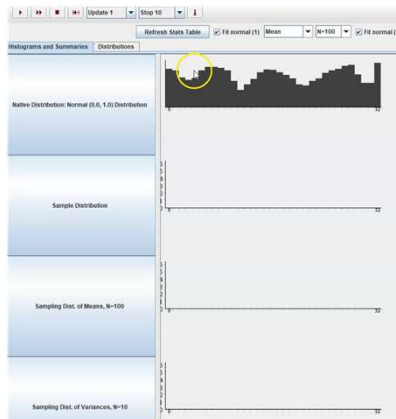 Update 1 Stop 10 i
Refresh Stats Table Fit normal (1) Mean N=100 Fit normal (
Histograms and Summaries Distributions
Native Distribution: Normal (0.0, 1.0) Distribution
0 32
Sample Distribution
0 32
Sampling Dist. of Means, N=100
0 32
Sampling Dist. of Variances, N=10